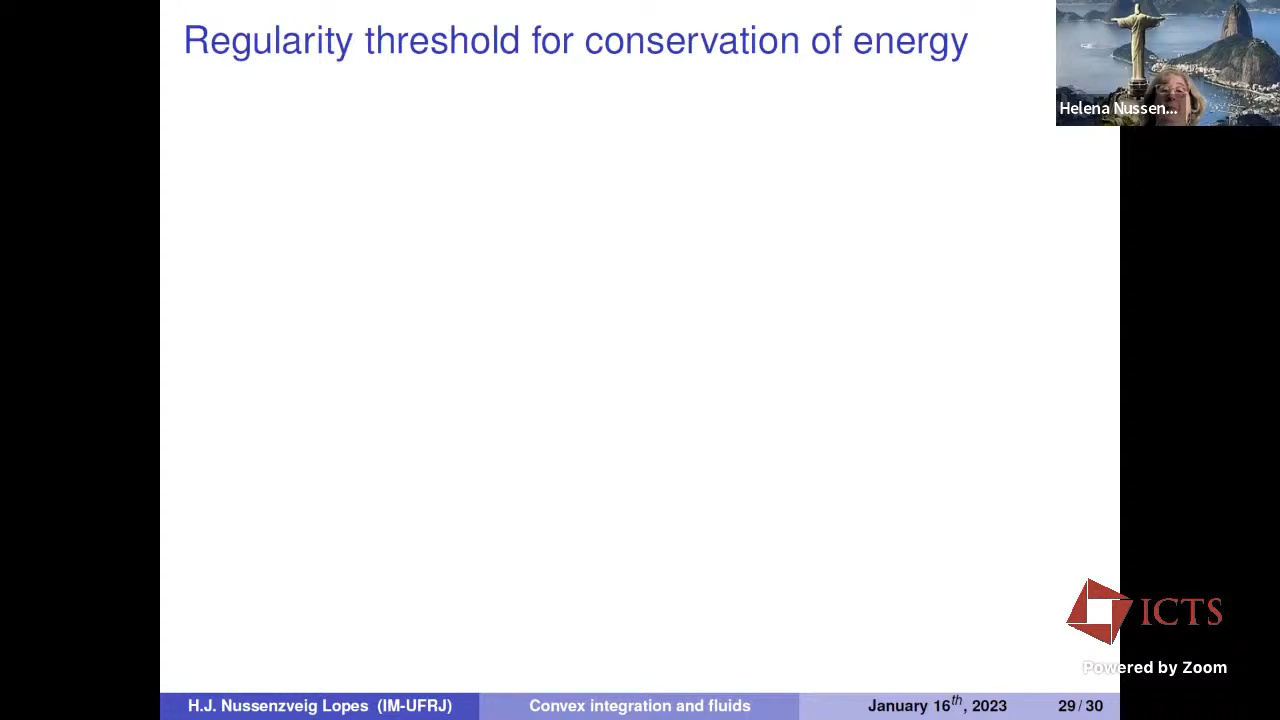 Regularity threshold for conservation of energy
Helena Nussen...
ICTS
Powered by Zoom
H.J. Nussenzveig Lopes (IM-UFRJ)
Convex integration and fluids
January 16th, 2023
29 / 30